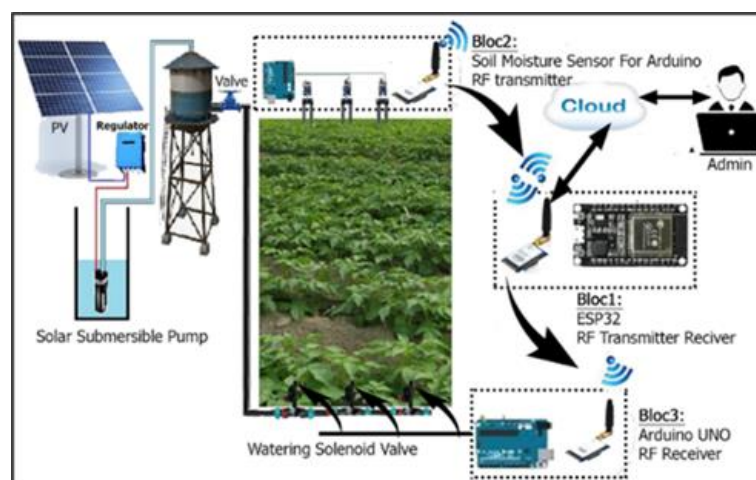 Bloc2:
Soil Moisture Sensor For Arduino
RF transmitter
Valve
Cloud
PV
Regulator
Admin
Bloc1:
ESP32
RF Transmitter Reciver
Solar Submersible Pump
Bloc3:
Arduino UNO
RF Receiver
Watering Solenoid Valve